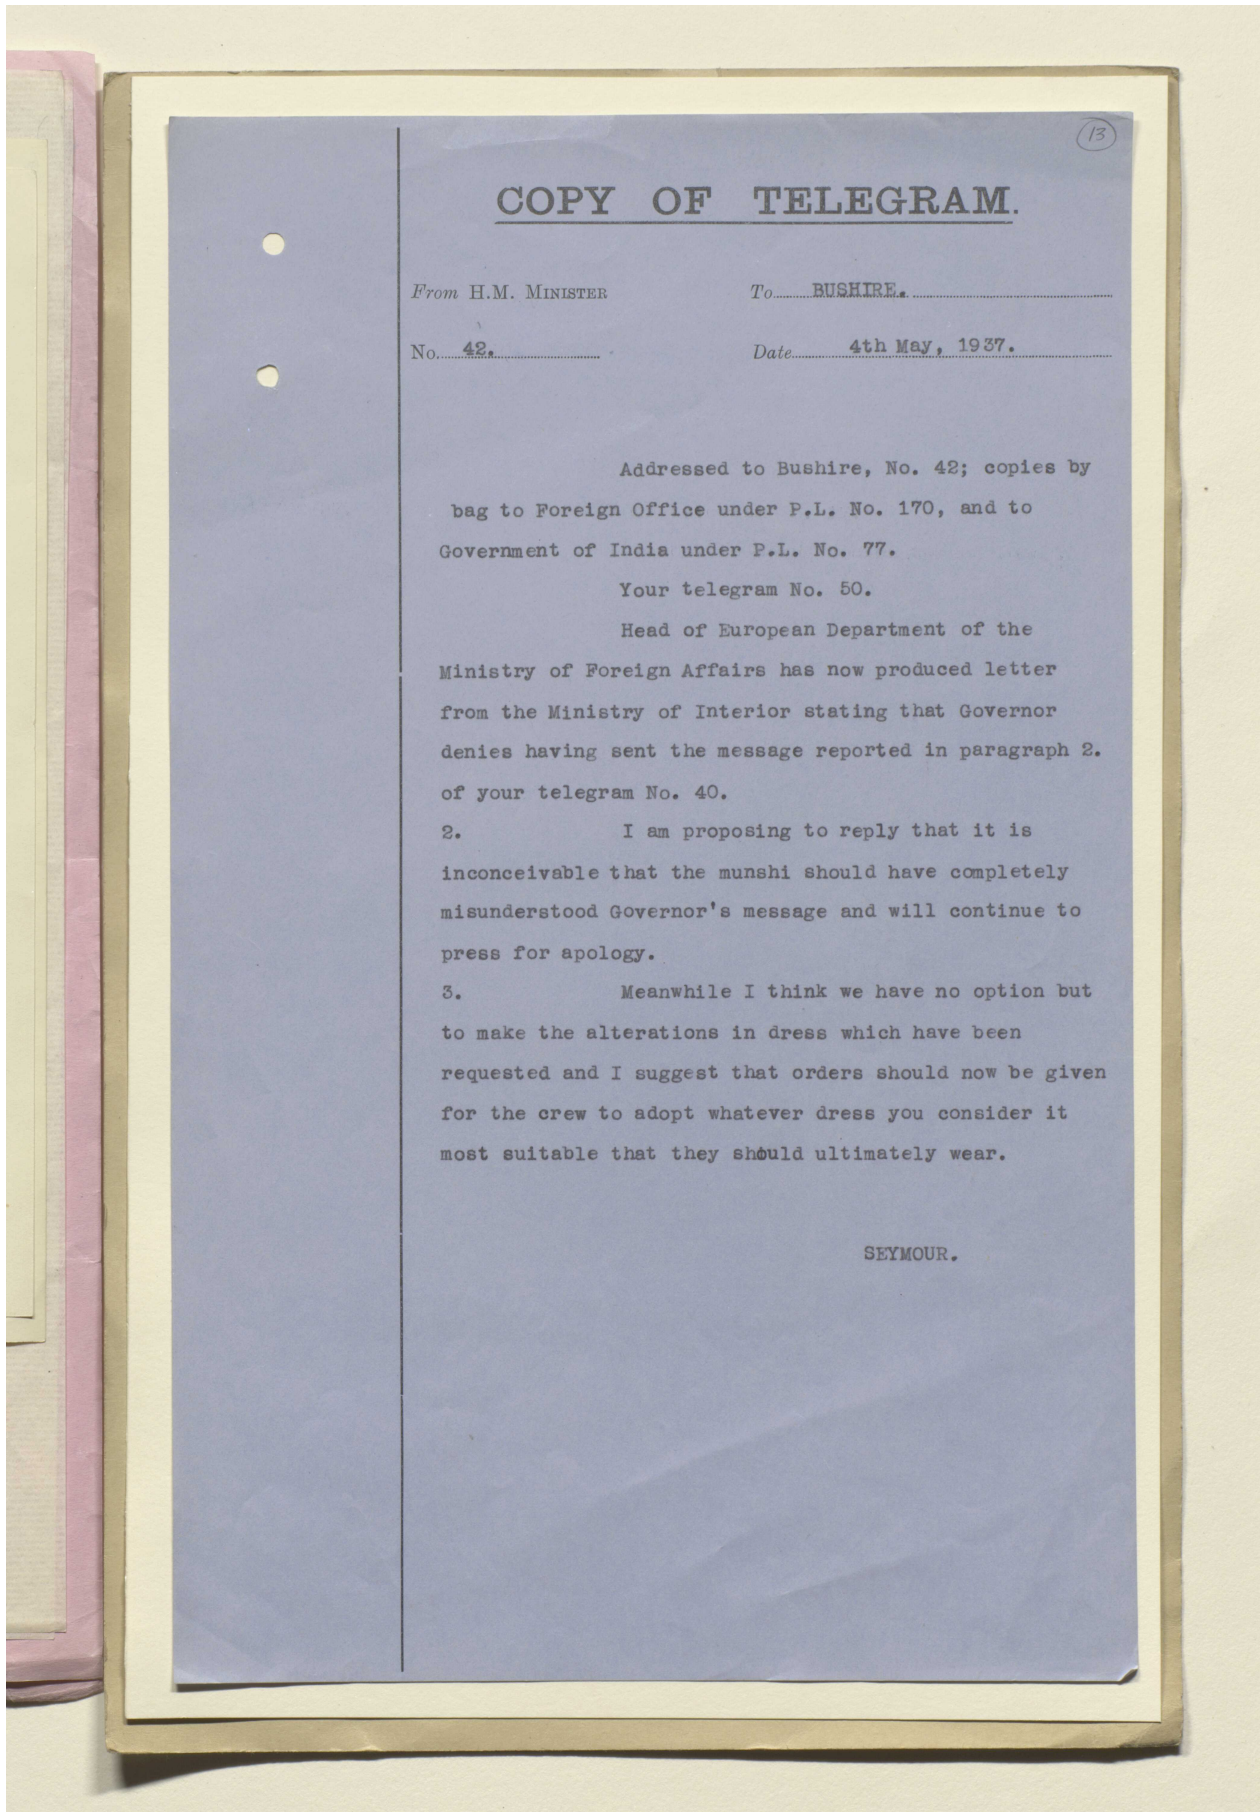 13
COPY OF TELEGRAM.
From H.M. MINISTER To BUSHIRE.
No. 42. Date 4th May, 1937.
Addressed to Bushire, No. 42; copies by
bag to Foreign Office under P.L. No. 170, and to
Government of India under P.L. No. 77.
Your telegram No. 50.
Head of European Department of the
Ministry of Foreign Affairs has now produced letter
from the Ministry of Interior stating that Governor
denies having sent the message reported in paragraph 2.
of your telegram No. 40.
2. I am proposing to reply that it is
inconceivable that the munshi should have completely
misunderstood Governor's message and will continue to
press for apology.
3. Meanwhile I think we have no option but
to make the alterations in dress which have been
requested and I suggest that orders should now be given
for the crew to adopt whatever dress you consider it
most suitable that they should ultimately wear.
SEYMOUR.